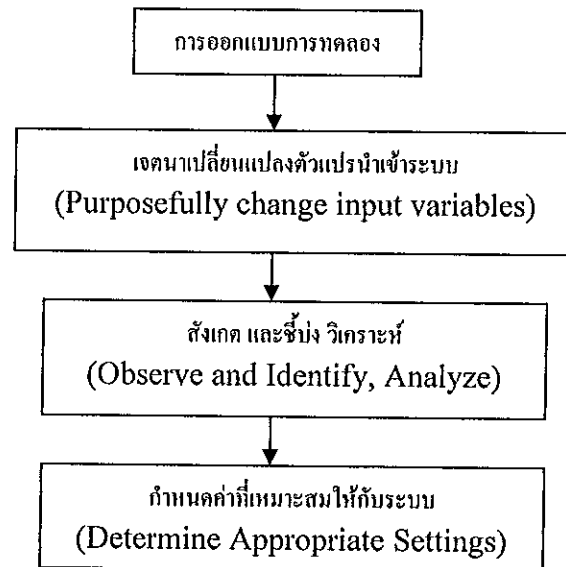 การออกแบบการทดลอง
เจตนาเปลี่ยนแปลงตัวแปรนำเข้าระบบ
(Purposefully change input variables)
สังเกต และชี้บ่ง วิเคราะห์
(Observe and Identify, Analyze)
กำหนดค่าที่เหมาะสมให้กับระบบ
(Determine Appropriate Settings)